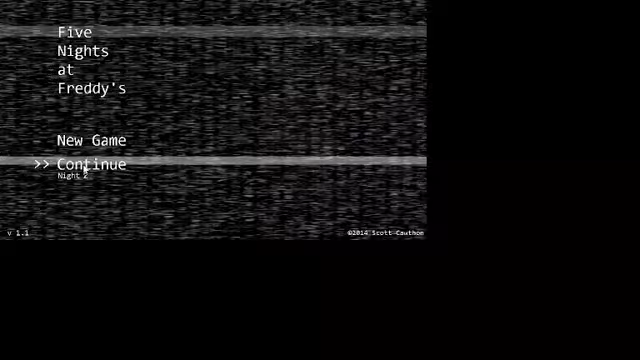 Five
Nights
at
Freddy's
New Game
>> Continue
Night 2
v 1.1
©2014 Scott Cawthon